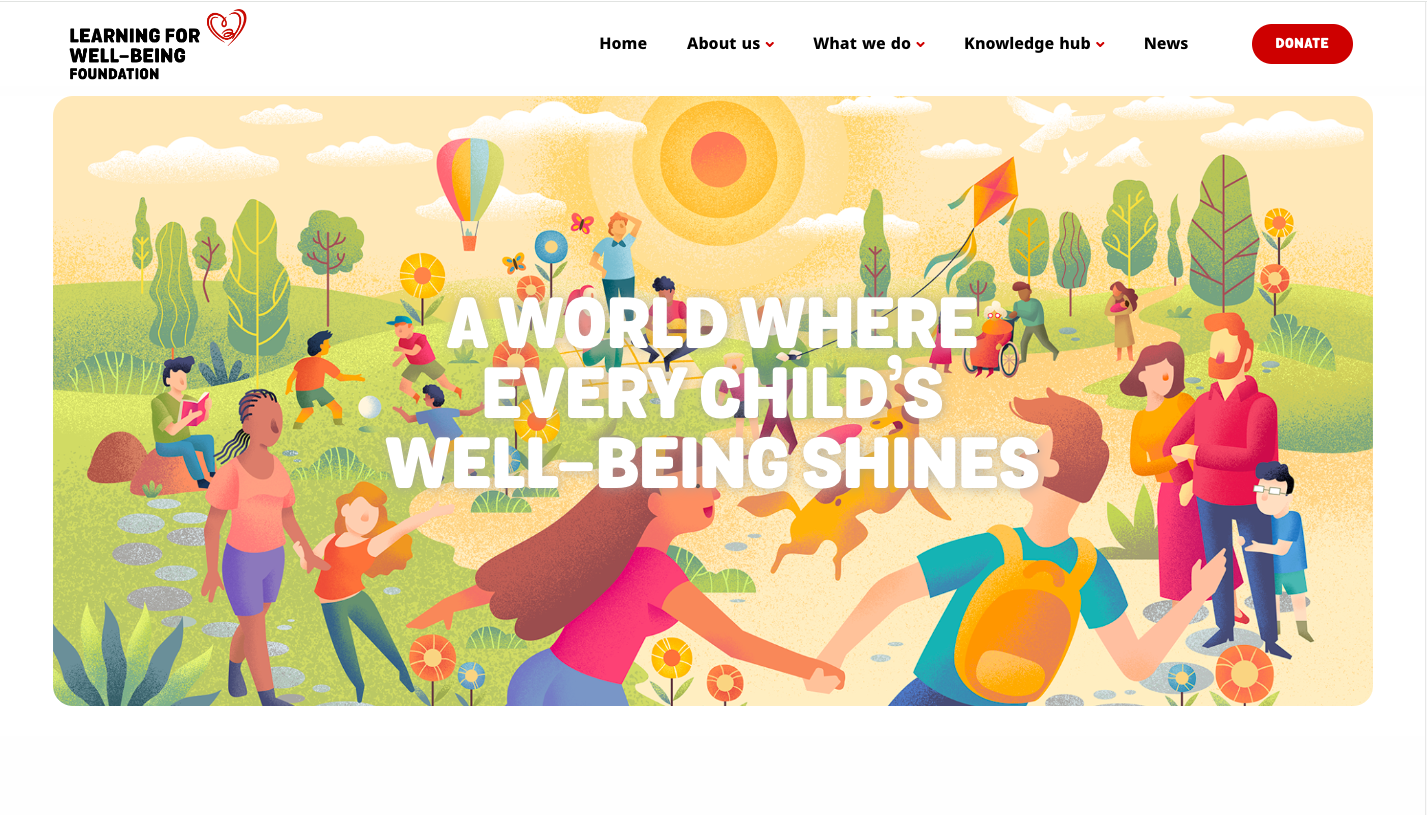 LEARNING FOR
WELL–BEING
FOUNDATION
Home
About us
What we do
Knowledge hub
News
DONATE
A WORLD WHERE
EVERY CHILD'S
WELL–BEING SHINES